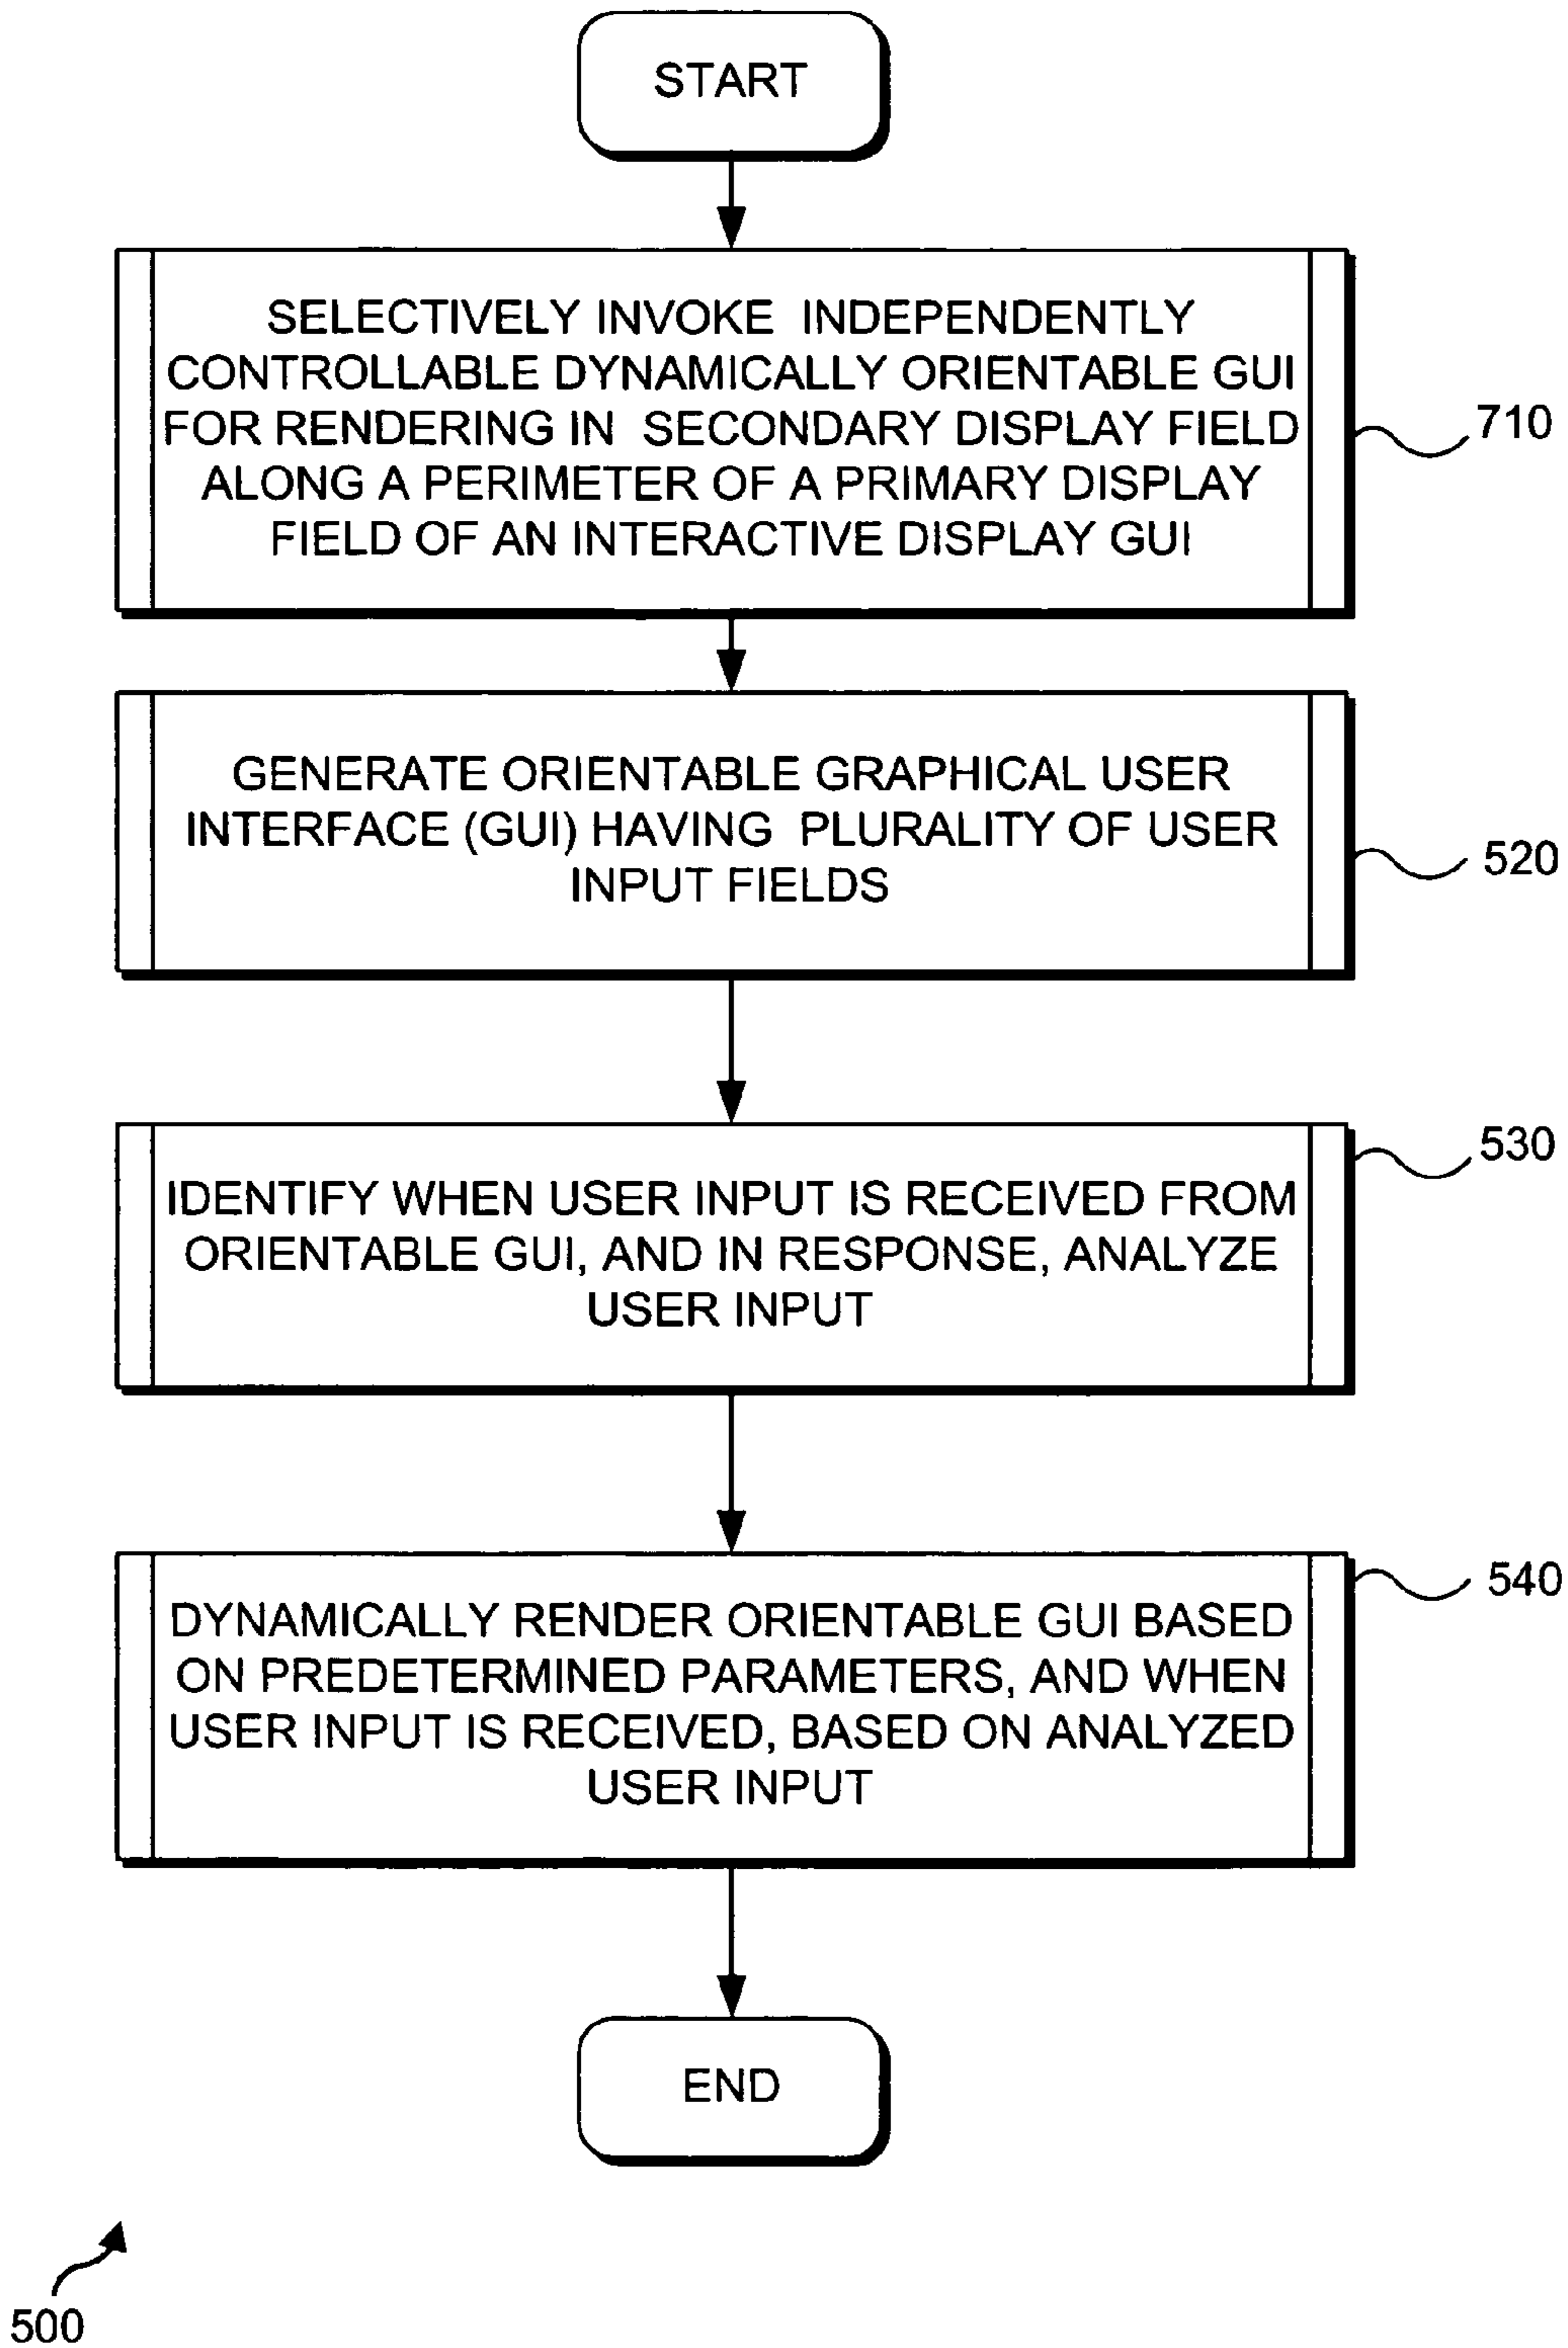 START
SELECTIVELY INVOKE INDEPENDENTLY
CONTROLLABLE DYNAMICALLY ORIENTABLE GUI
FOR RENDERING IN SECONDARY DISPLAY FIELD
ALONG A PERIMETER OF A PRIMARY DISPLAY
FIELD OF AN INTERACTIVE DISPLAY GUI
710
GENERATE ORIENTABLE GRAPHICAL USER
INTERFACE (GUI) HAVING PLURALITY OF USER
INPUT FIELDS
520
IDENTIFY WHEN USER INPUT IS RECEIVED FROM
ORIENTABLE GUI, AND IN RESPONSE, ANALYZE
USER INPUT
530
DYNAMICALLY RENDER ORIENTABLE GUI BASED
ON PREDETERMINED PARAMETERS, AND WHEN
USER INPUT IS RECEIVED, BASED ON ANALYZED
USER INPUT
540
END
500